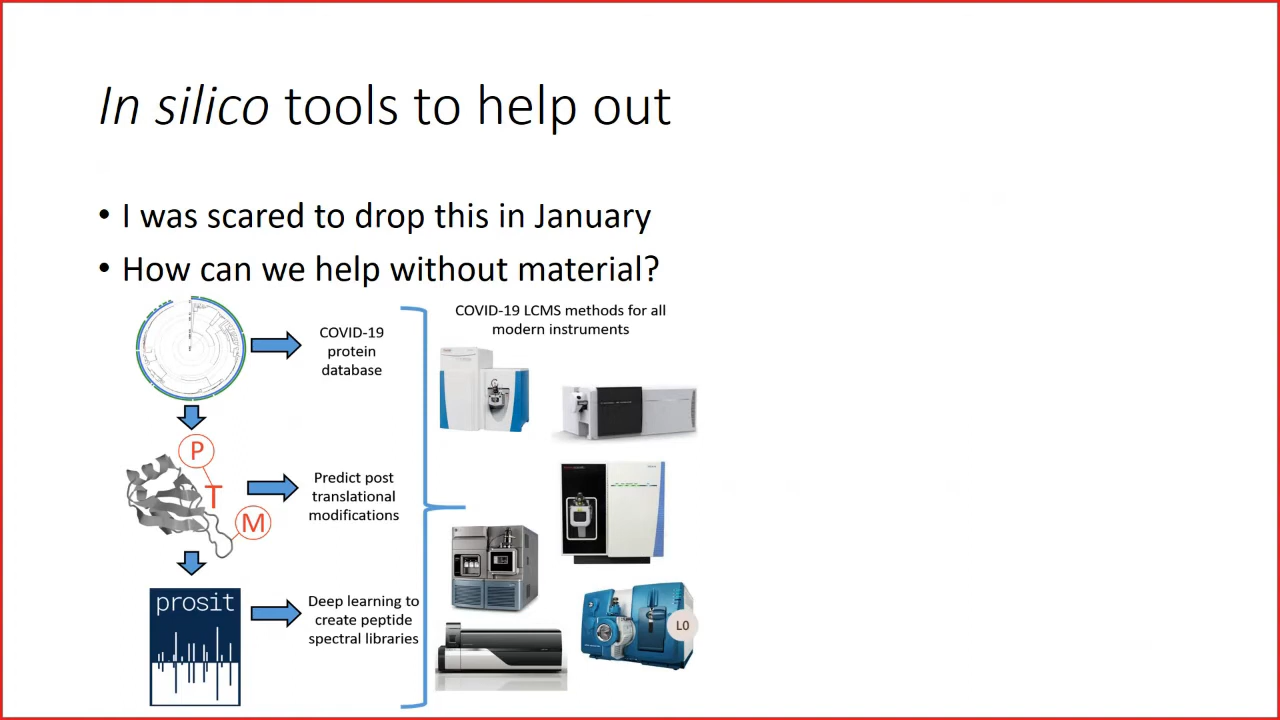 In silico tools to help out
• I was scared to drop this in January
• How can we help without material?
COVID-19
protein
database
P
T
M
Predict post
translational
modifications
prosit
Deep learning to
create peptide
spectral libraries
COVID-19 LCMS methods for all
modern instruments
L0